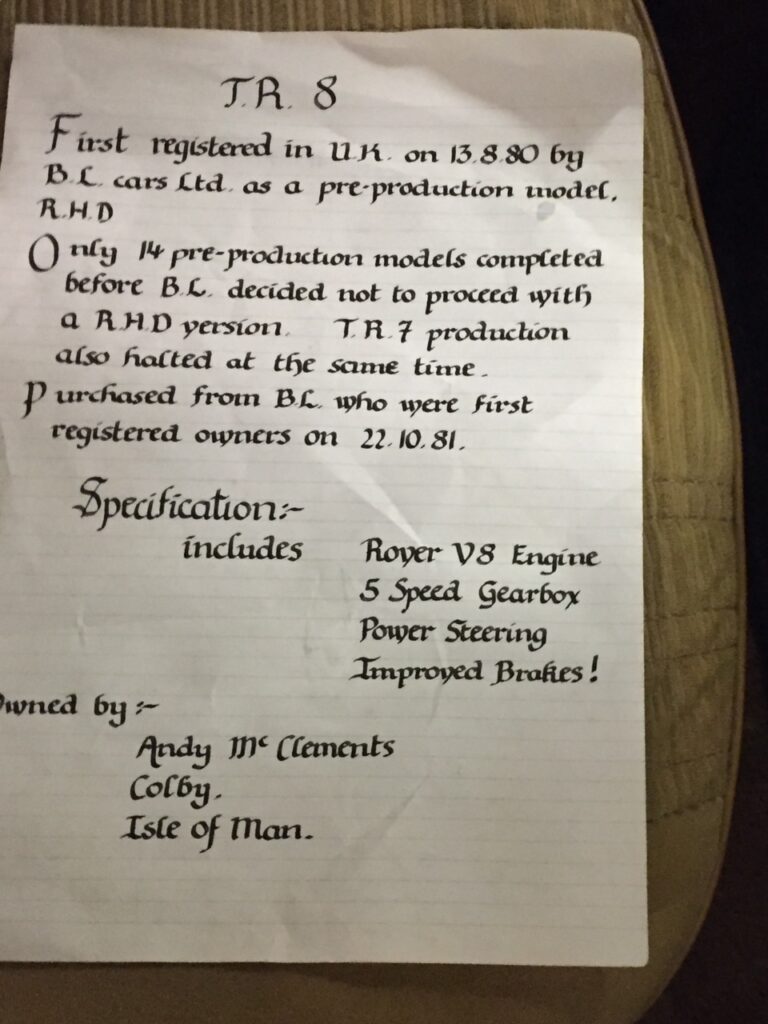 T.R. 8
First registered in U.K. on 13.8.80 by
B.L. cars Ltd. as a pre-production model.
R.H.D
Only 14 pre-production models completed
before B.L. decided not to proceed with
a R.H.D version. T.R.7 production
also halted at the same time.
Purchased from B.L. who were first
registered owners on 22.10.81.
Specification:-
includes Rover V8 Engine
5 Speed Gearbox
Power Steering
Improved Brakes!
Owned by :-
Andy Mc Clements
Colby.
Isle of Man.